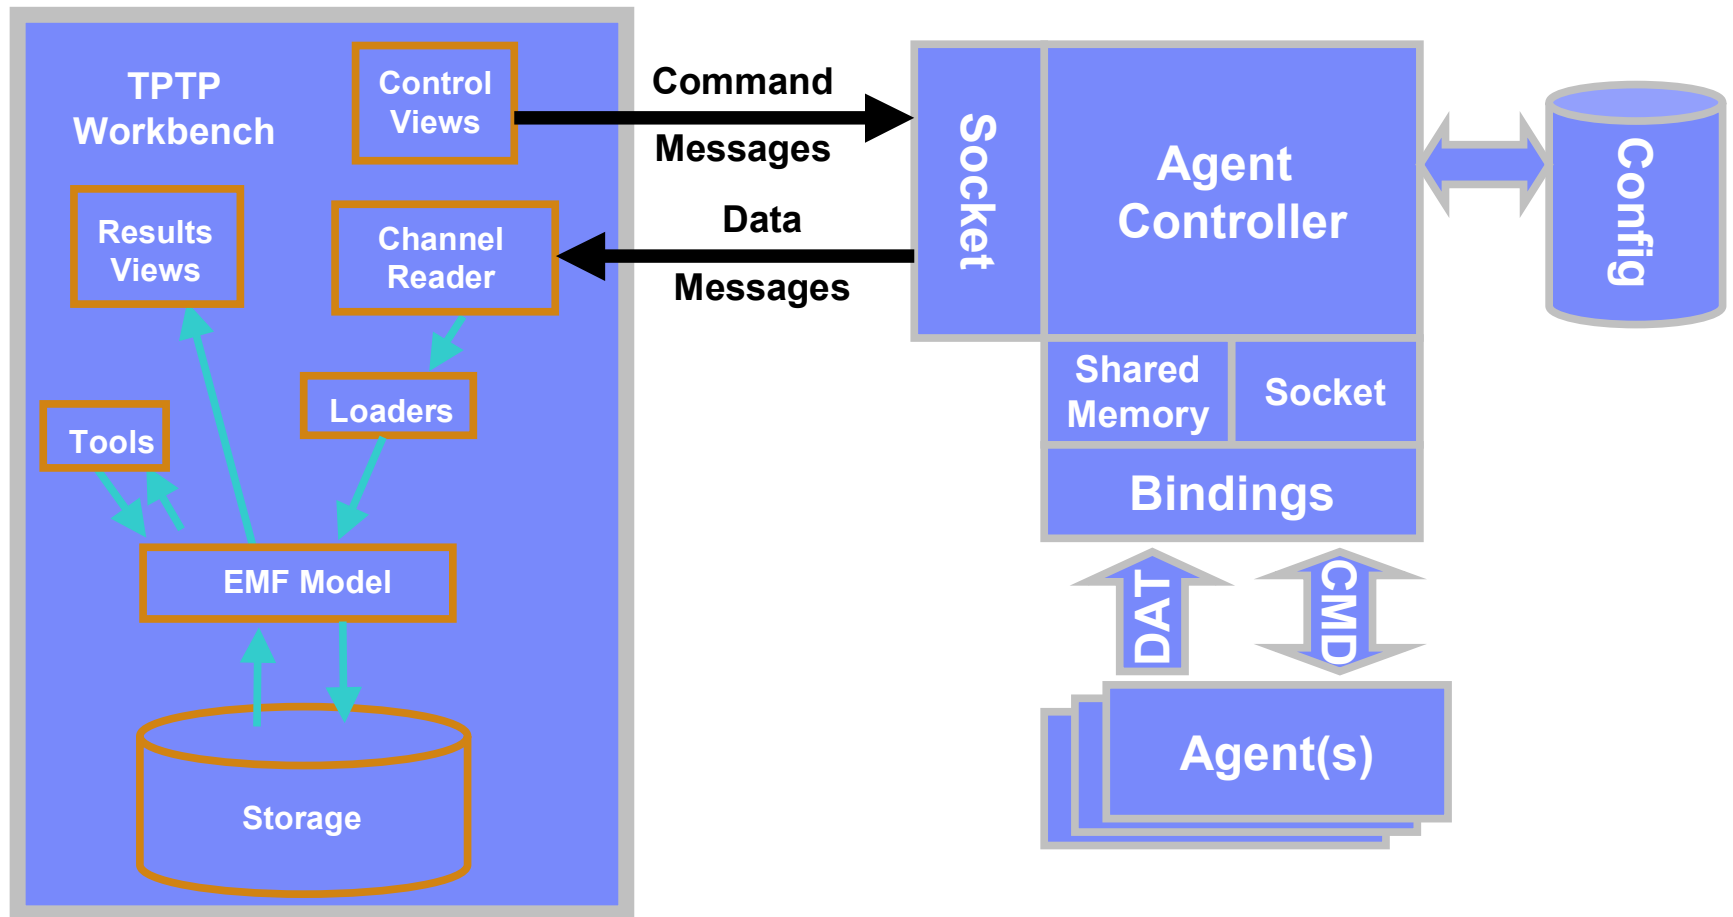 TPTP
Workbench
Control
Views
Results
Views
Channel
Reader
Loaders
Tools
EMF Model
Storage
Command
Messages
Data
Messages
Socket
Agent
Controller
Config
Shared
Memory
Socket
Bindings
DAT
CMD
Agent(s)